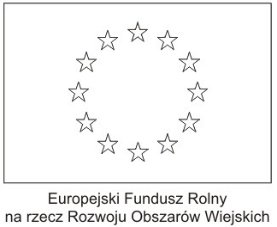 Europejski Fundusz Rolny
na rzecz Rozwoju Obszarów Wiejskich